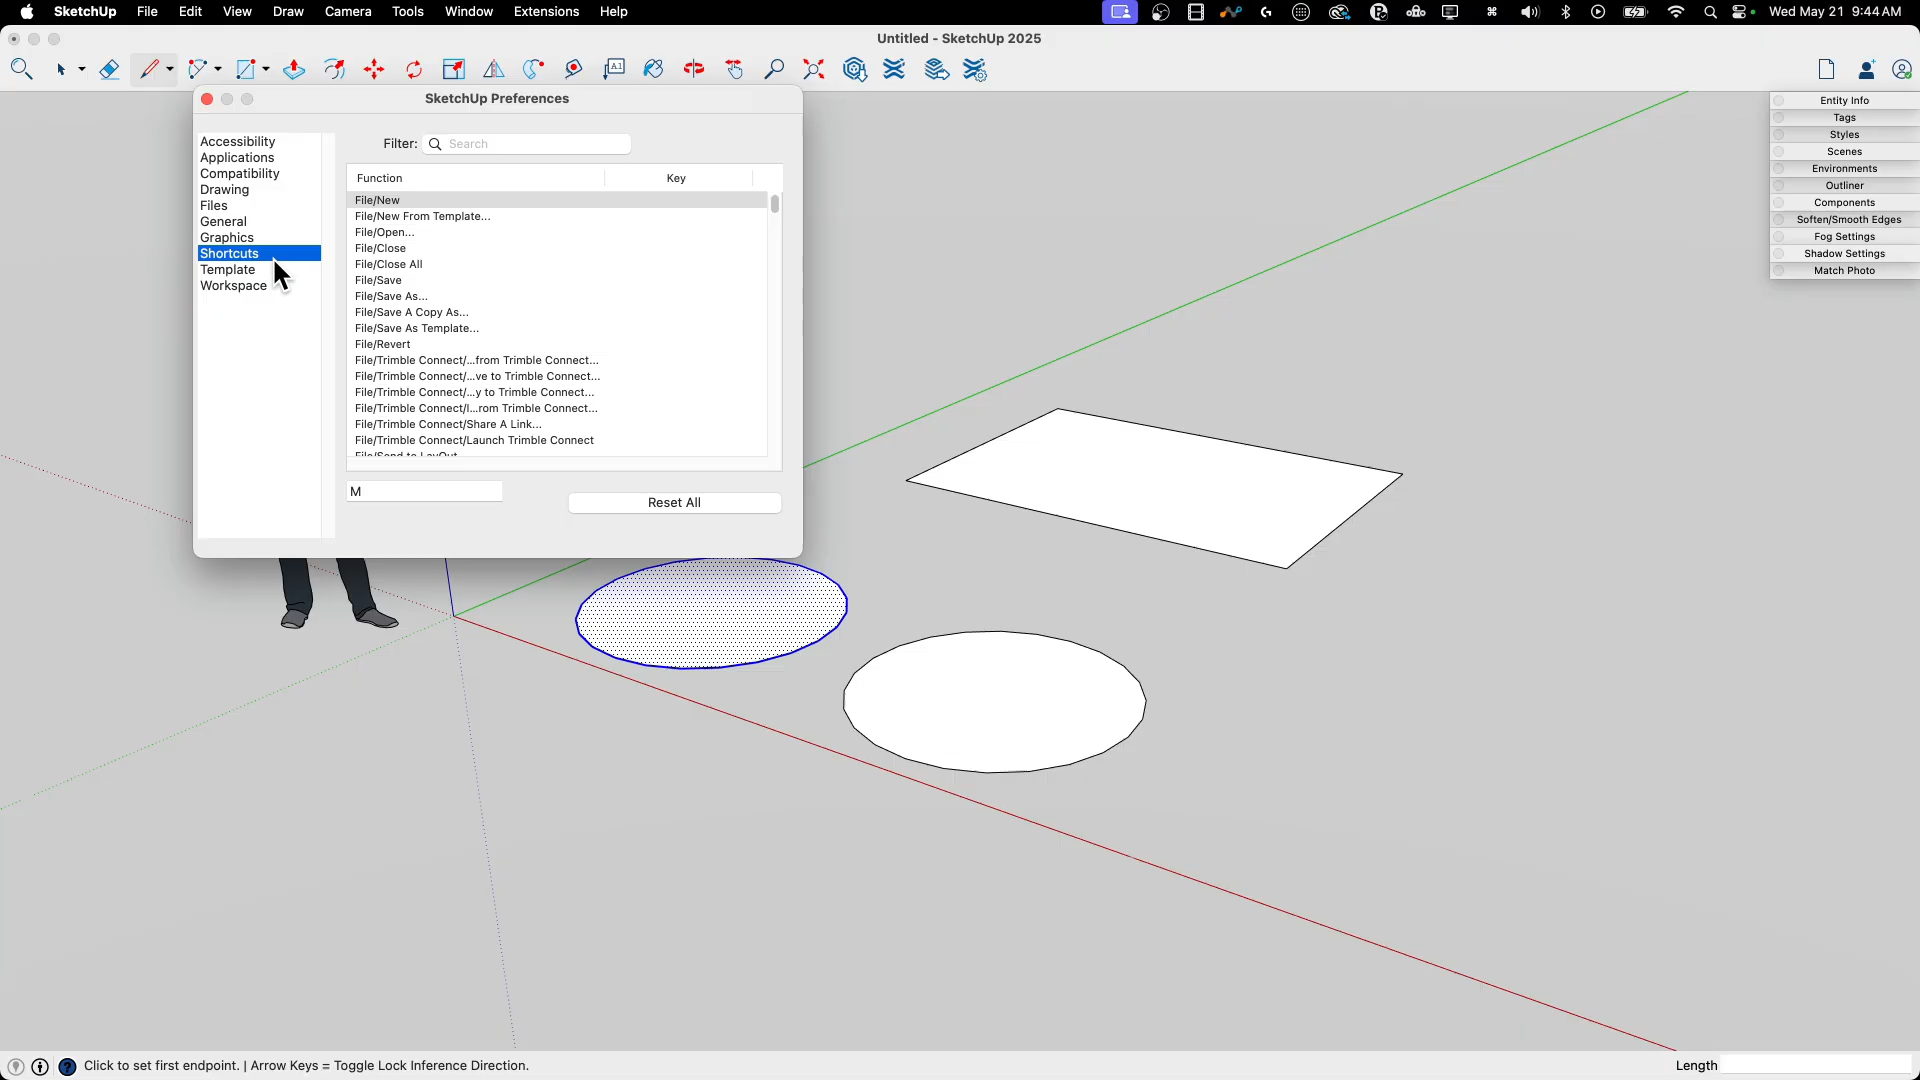 SketchUp File Edit View Draw Camera Tools Window Extensions Help Wed May 21 9:44 AM
Untitled - SketchUp 2025
A1
SketchUp Preferences
Accessibility
Applications
Compatibility
Drawing
Files
General
Graphics
Shortcuts
Template
Workspace
Filter: Search
Function Key
File/New
File/New From Template...
File/Open...
File/Close
File/Close All
File/Save
File/Save As...
File/Save A Copy As...
File/Save As Template...
File/Revert
File/Trimble Connect/...from Trimble Connect...
File/Trimble Connect/...ve to Trimble Connect...
File/Trimble Connect/...y to Trimble Connect...
File/Trimble Connect/I...rom Trimble Connect...
File/Trimble Connect/Share A Link...
File/Trimble Connect/Launch Trimble Connect
File/Send to LayOut
M
Reset All
Entity Info
Tags
Styles
Scenes
Environments
Outliner
Components
Soften/Smooth Edges
Fog Settings
Shadow Settings
Match Photo
Click to set first endpoint. | Arrow Keys = Toggle Lock Inference Direction.
Length